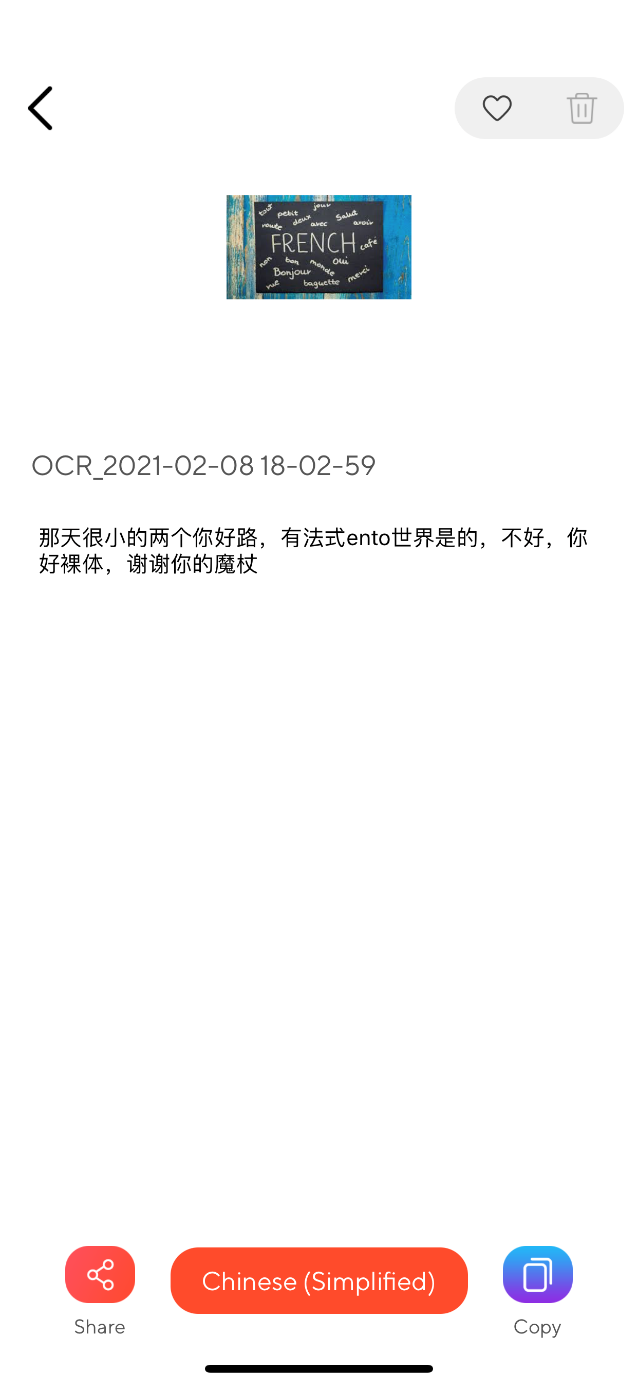 tout petit jour
route deux avec Salut avoir
FRENCH café
non bon monde oui
Bonjour merci
rue baguette
OCR_2021-02-08 18-02-59
那天很小的两个你好路，有法式ento世界是的，不好，你
好裸体，谢谢你的魔杖
Chinese (Simplified)
Share
Copy